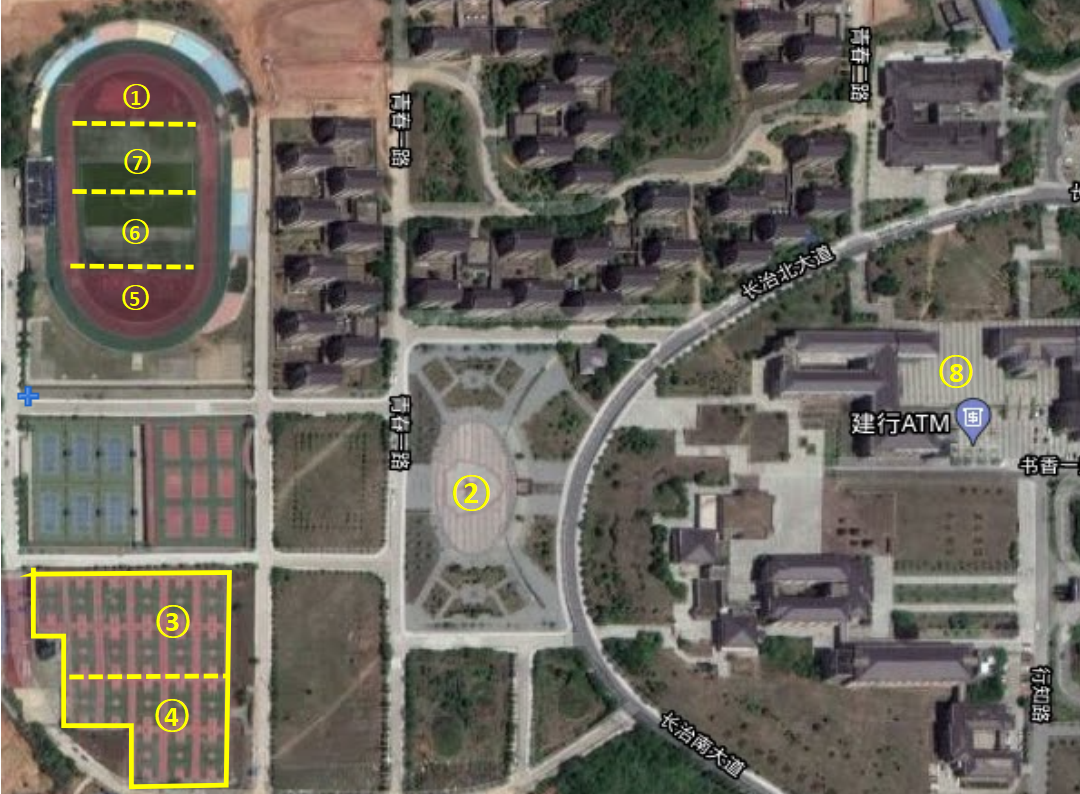 ①
青春二路
青春一路
⑦
⑥
长治北大道
⑤
⑧
建行ATM
青春二路
书香一
②
③
行知路
④
长治南大道